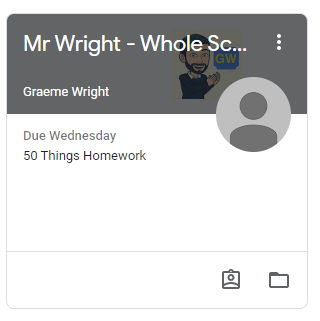 Mr Wright - Whole Sc...
GW
Graeme Wright
Due Wednesday
50 Things Homework